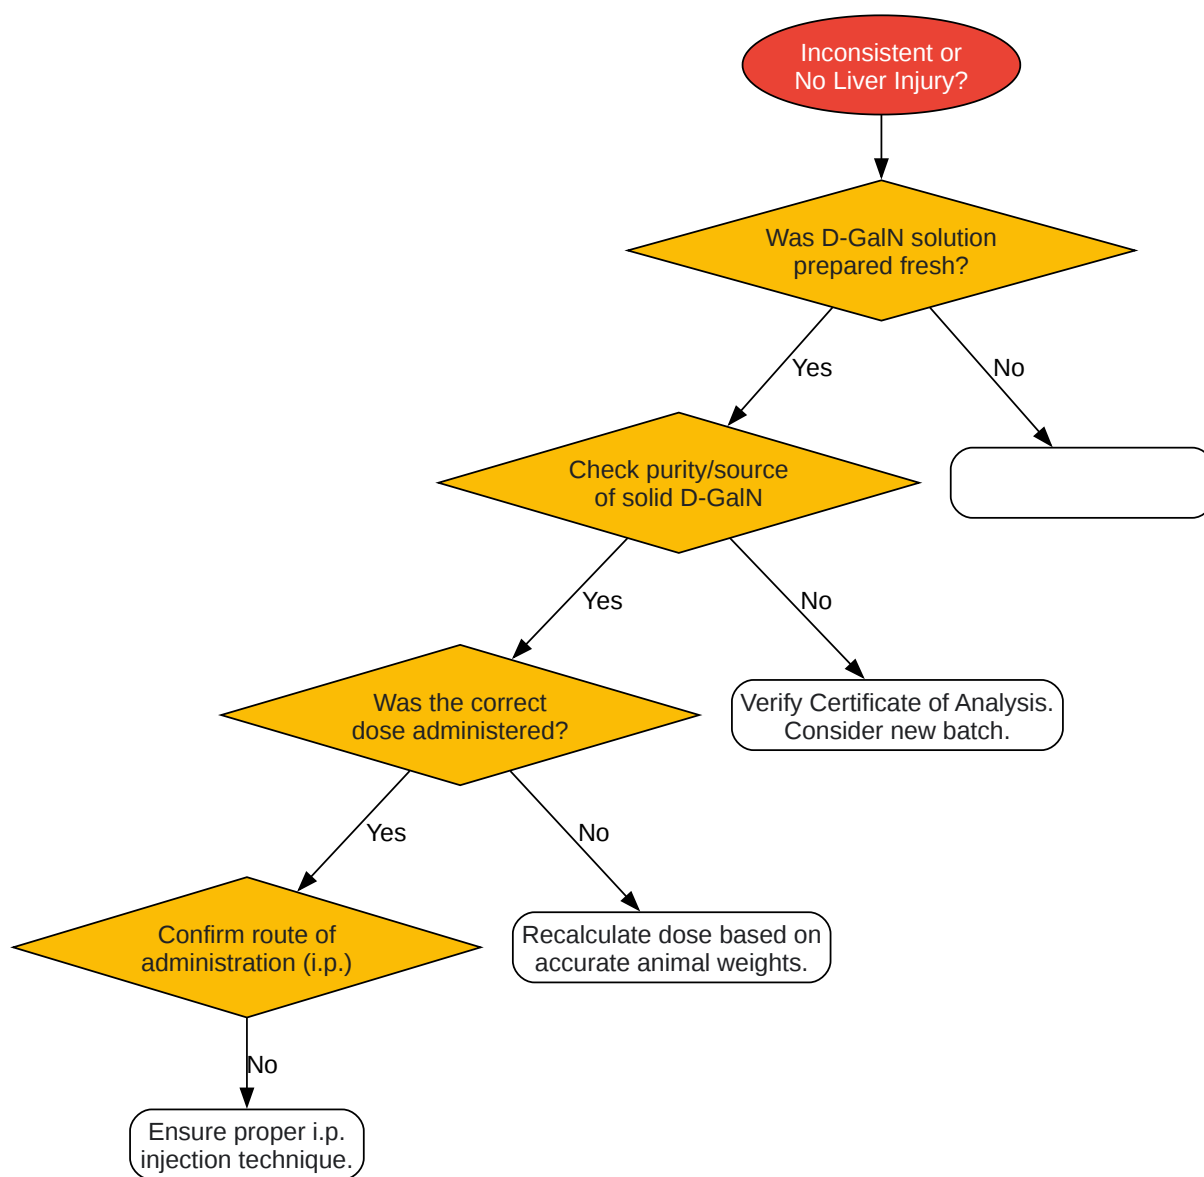 Inconsistent or
No Liver Injury?
Was D-GalN solution
prepared fresh?
Yes
No
Check purity/source
of solid D-GalN
Yes
No
Was the correct
dose administered?
Verify Certificate of Analysis.
Consider new batch.
Yes
No
Confirm route of
administration (i.p.)
Recalculate dose based on
accurate animal weights.
No
Ensure proper i.p.
injection technique.